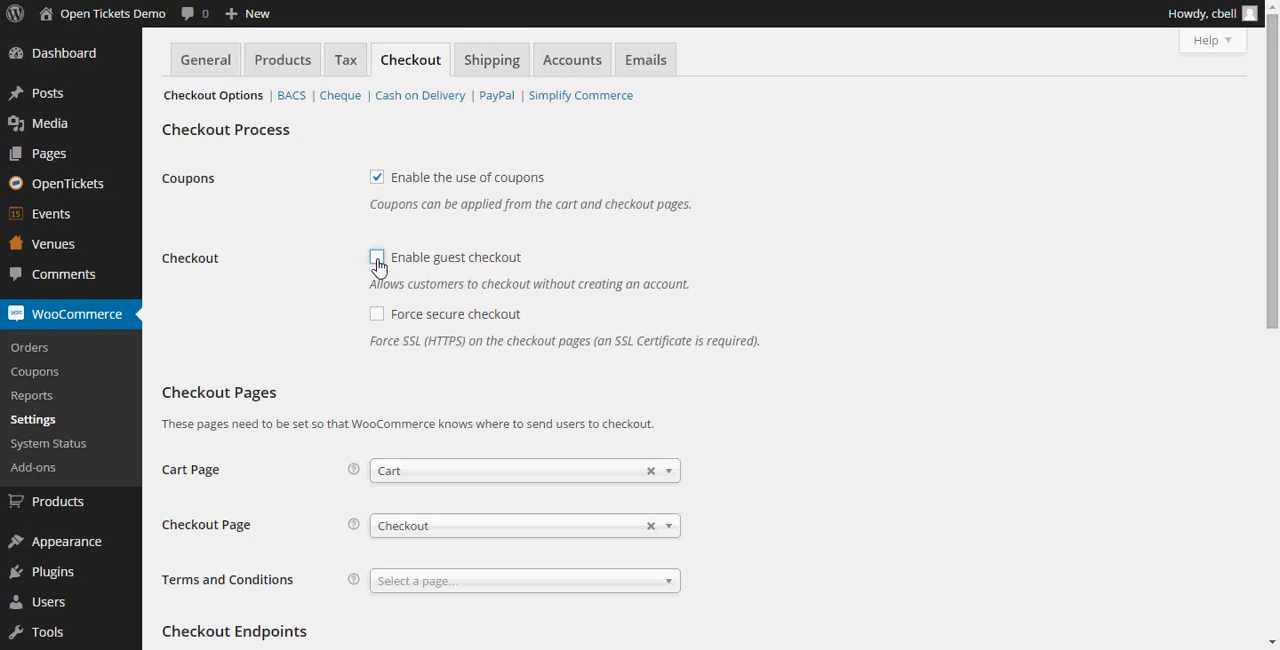 Open Tickets Demo 0 New Howdy, cbell
Help
Dashboard
Posts
Media
Pages
OpenTickets
Events
Venues
Comments
WooCommerce
Orders
Coupons
Reports
Settings
System Status
Add-ons
Products
Appearance
Plugins
Users
Tools
General Products Tax Checkout Shipping Accounts Emails
Checkout Options | BACS | Cheque | Cash on Delivery | PayPal | Simplify Commerce
Checkout Process
Coupons Enable the use of coupons
Coupons can be applied from the cart and checkout pages.
Checkout Enable guest checkout
Allows customers to checkout without creating an account.
Force secure checkout
Force SSL (HTTPS) on the checkout pages (an SSL Certificate is required).
Checkout Pages
These pages need to be set so that WooCommerce knows where to send users to checkout.
Cart Page Cart
Checkout Page Checkout
Terms and Conditions Select a page...
Checkout Endpoints